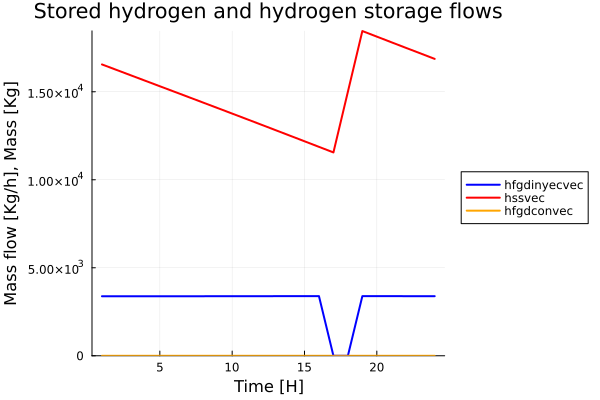 Stored hydrogen and hydrogen storage flows
Mass flow [Kg/h], Mass [Kg]
1.50×10⁴
1.00×10⁴
5.00×10³
0
5 10 15 20
Time [H]
hfgdinyecvec
hssvec
hfgdconvec